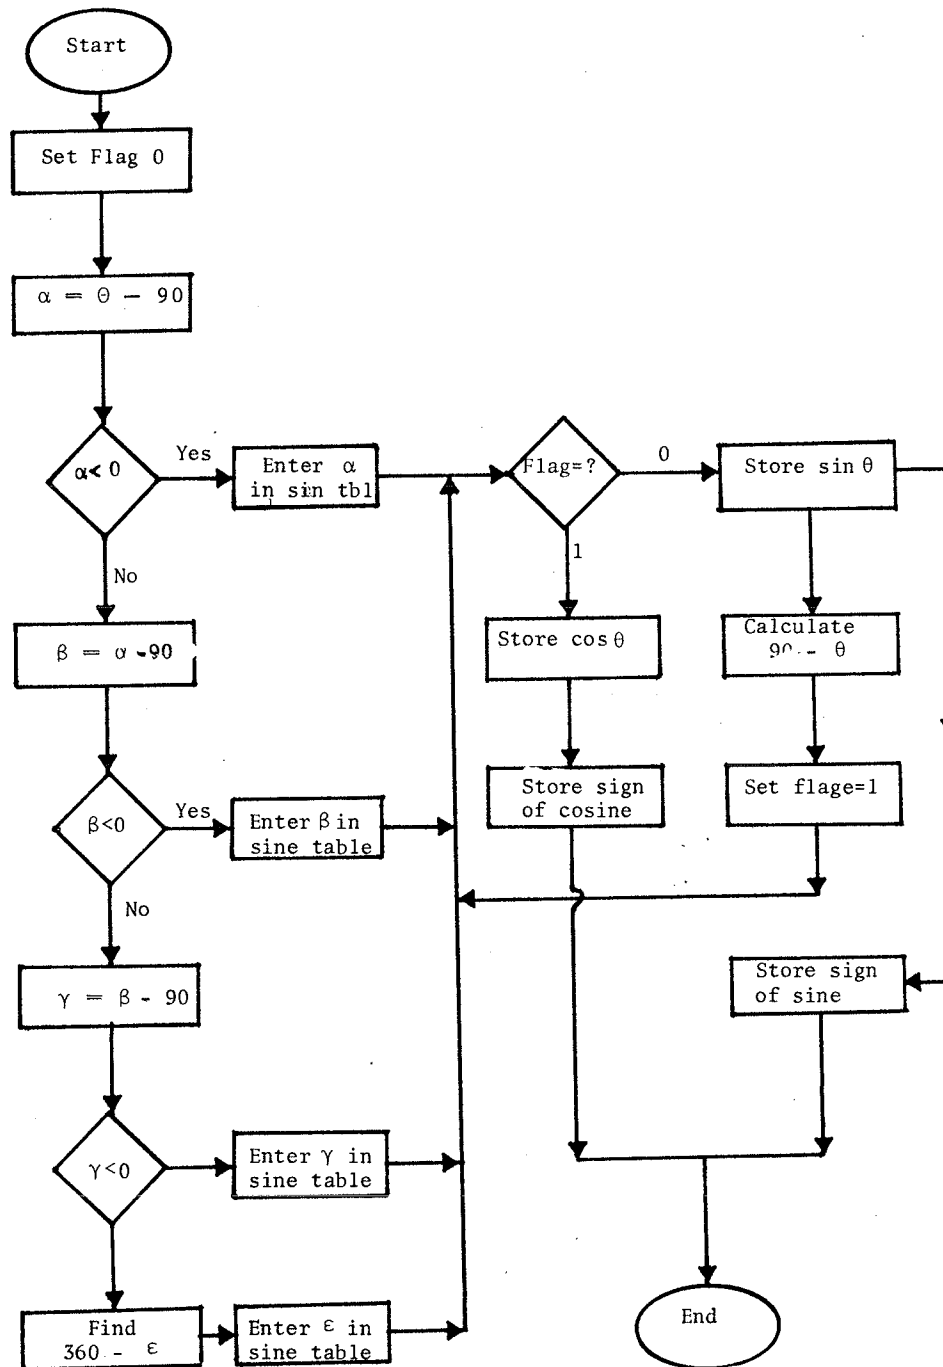 Start
Set Flag 0
α = Θ - 90
α< 0
Yes
Enter α
in sin tbl
Flag=?
0
Store sin θ
No
1
β = α -90
Store cos θ
Calculate
- θ
β<0
Yes
Enter β in
sine table
Store sign
of cosine
Set flage=1
No
γ = β - 90
Store sign
of sine
γ<0
Enter γ in
sine table
Find
360 - ε
Enter ε in
sine table
End